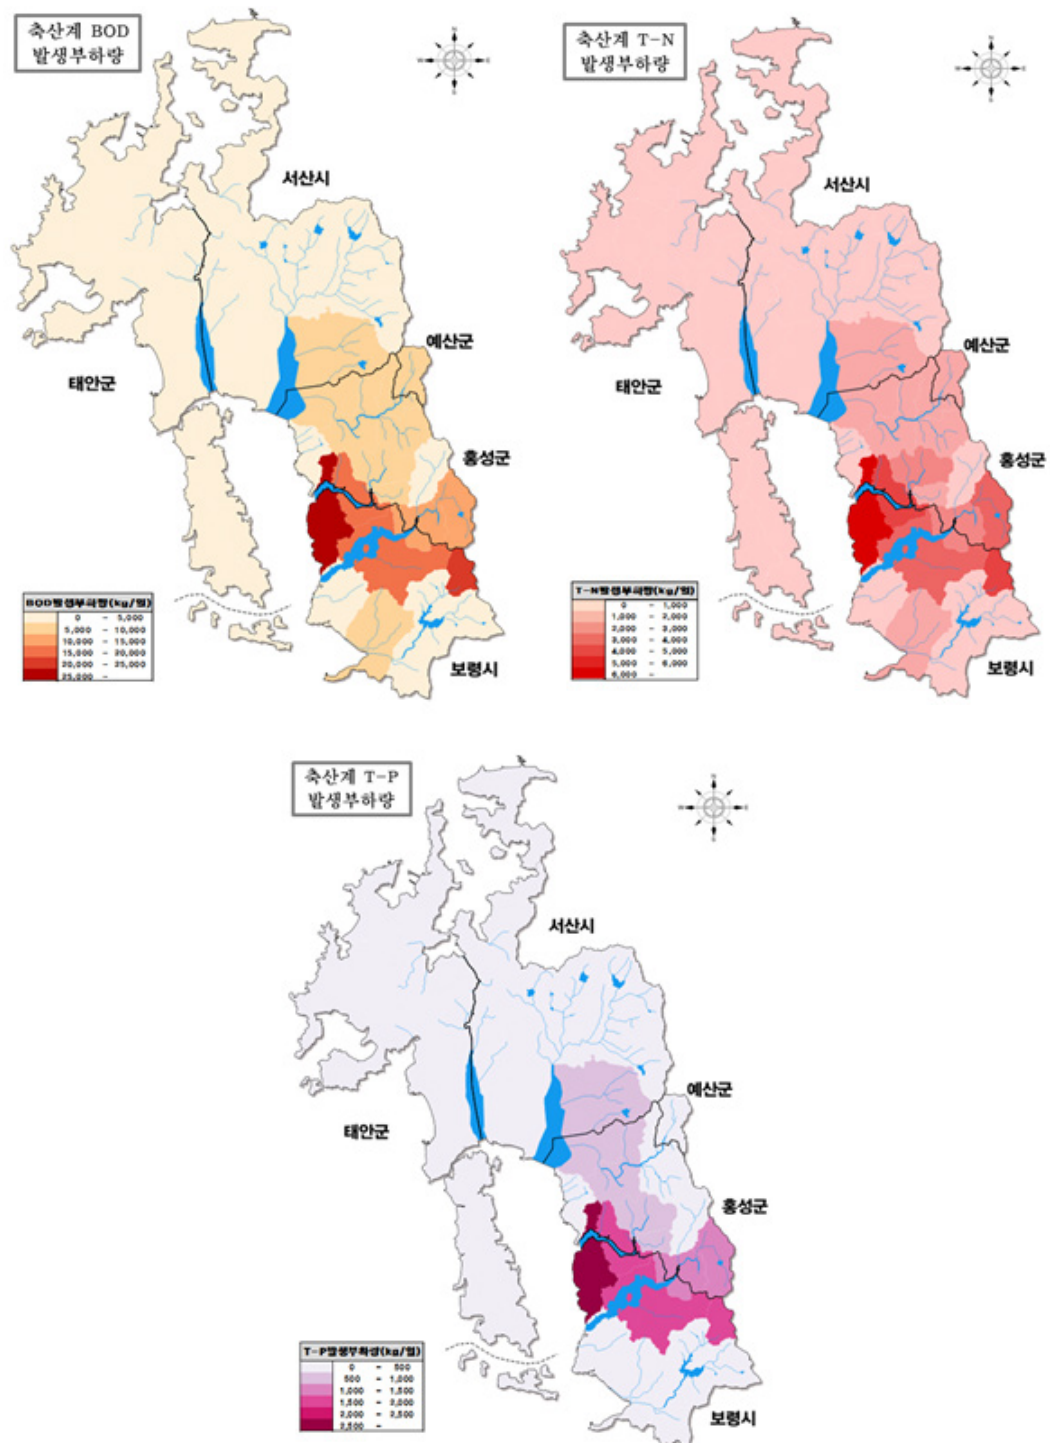 축산계 BOD
발생부하량
서산시
예산군
태안군
홍성군
보령시
BOD발생부하량(kg/일)
0 - 5,000
5,000 - 10,000
10,000 - 15,000
15,000 - 20,000
20,000 - 25,000
25,000 -
축산계 T-N
발생부하량
서산시
예산군
태안군
홍성군
보령시
T-N발생부하량(kg/일)
0 - 1,000
1,000 - 2,000
2,000 - 3,000
3,000 - 4,000
4,000 - 5,000
5,000 - 6,000
6,000 -
축산계 T-P
발생부하량
서산시
예산군
태안군
홍성군
보령시
T-P발생부하량(kg/일)
0 - 500
500 - 1,000
1,000 - 1,500
1,500 - 2,000
2,000 - 2,500
2,500 -